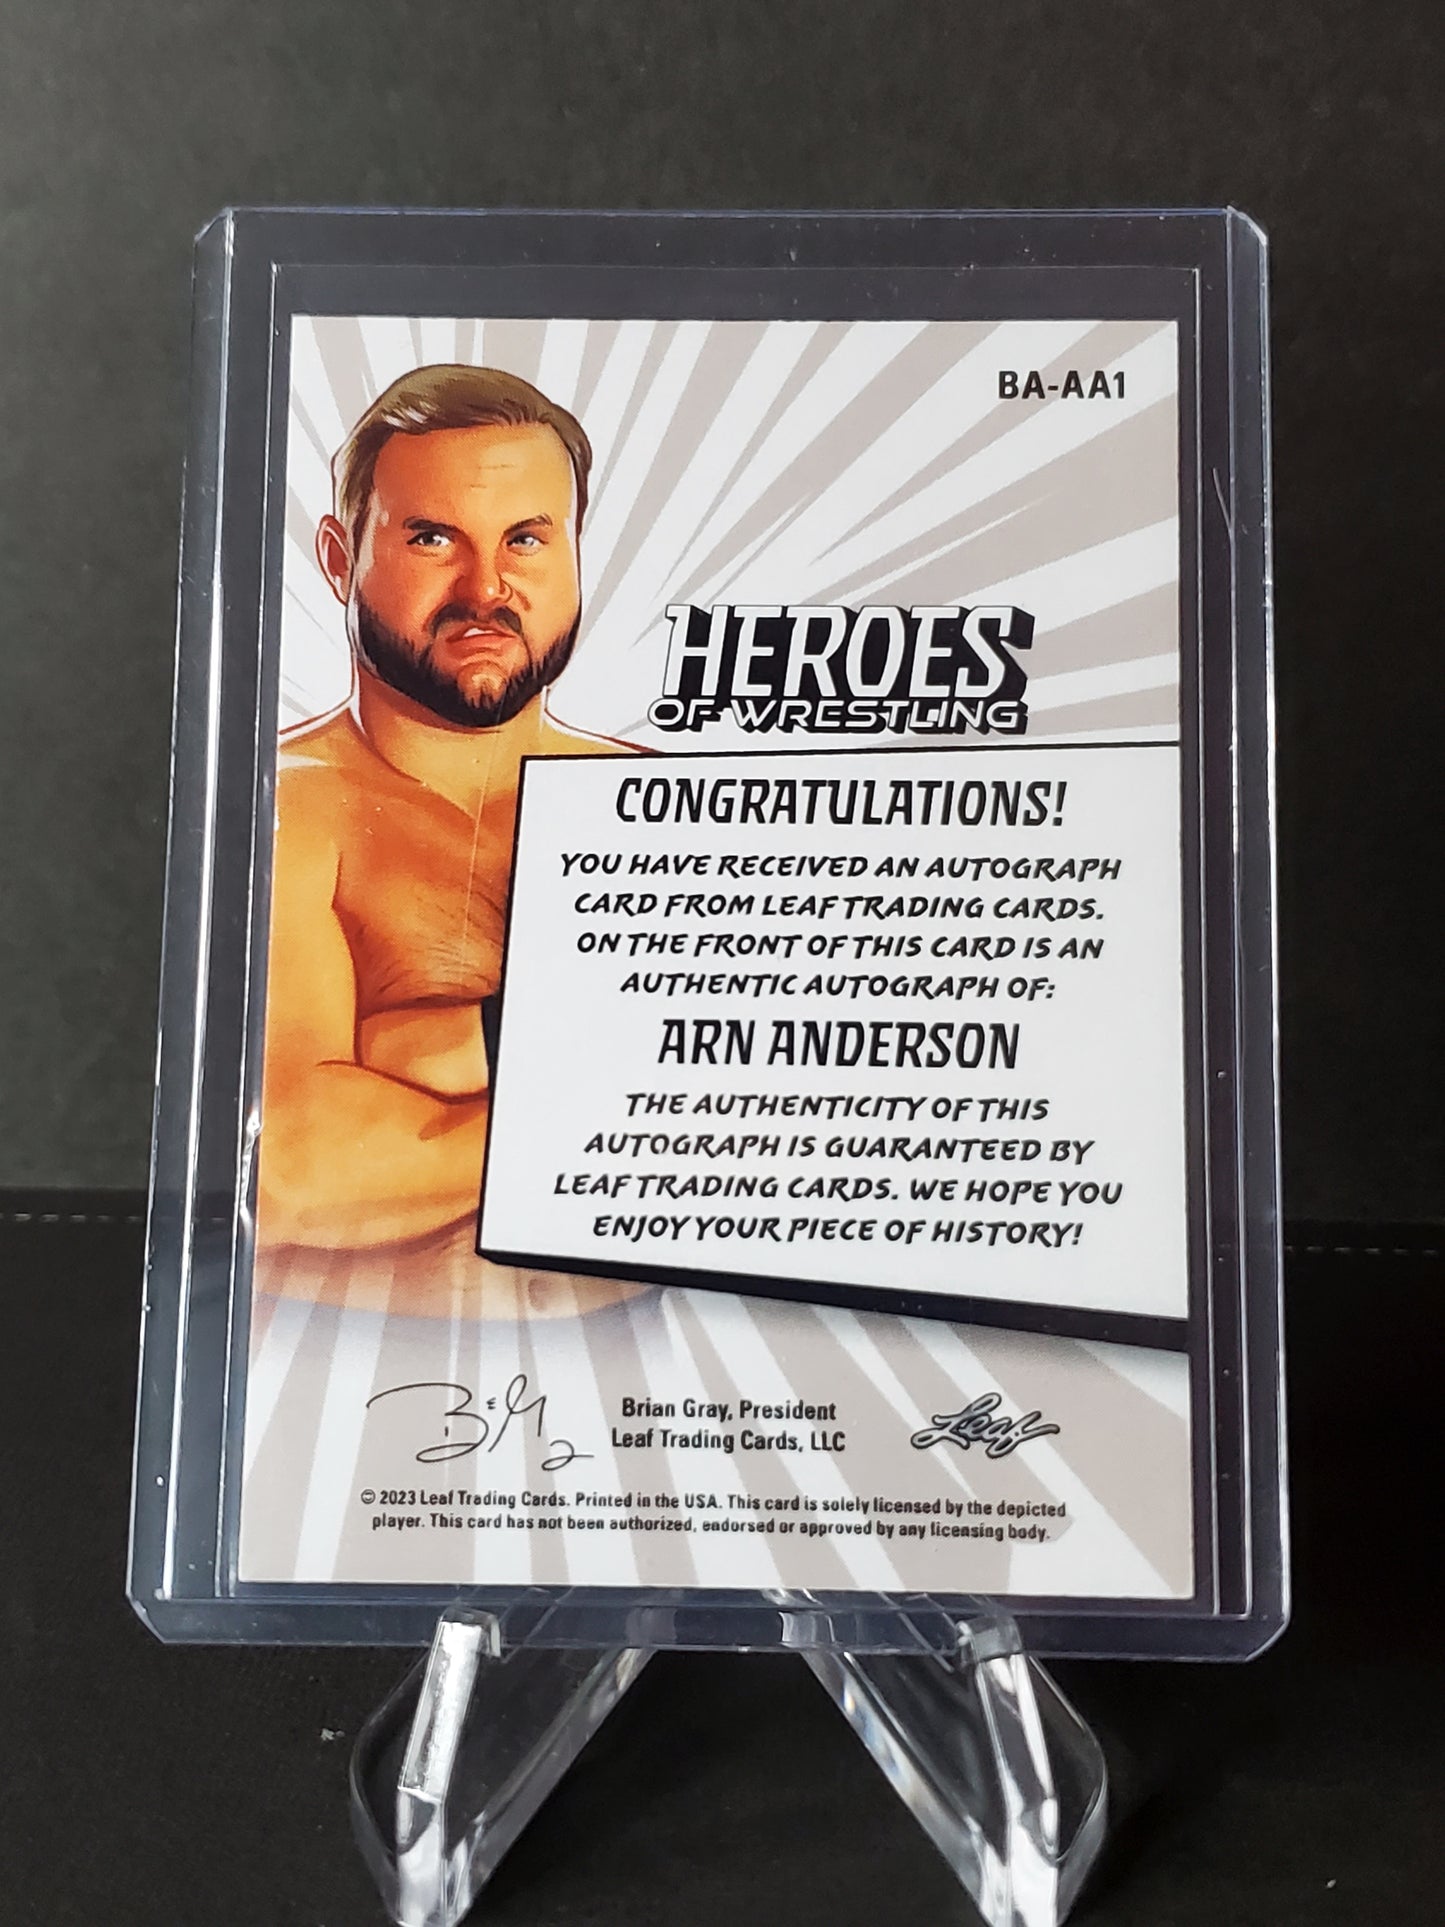 BA-AA1
HEROES
OF WRESTLING
CONGRATULATIONS!
YOU HAVE RECEIVED AN AUTOGRAPH
CARD FROM LEAF TRADING CARDS.
ON THE FRONT OF THIS CARD IS AN
AUTHENTIC AUTOGRAPH OF:
ARN ANDERSON
THE AUTHENTICITY OF THIS
AUTOGRAPH IS GUARANTEED BY
LEAF TRADING CARDS. WE HOPE YOU
ENJOY YOUR PIECE OF HISTORY!
Brian Gray, President
Leaf Trading Cards, LLC
Leaf
© 2023 Leaf Trading Cards. Printed in the USA. This card is solely licensed by the depicted
player. This card has not been authorized, endorsed or approved by any licensing body.